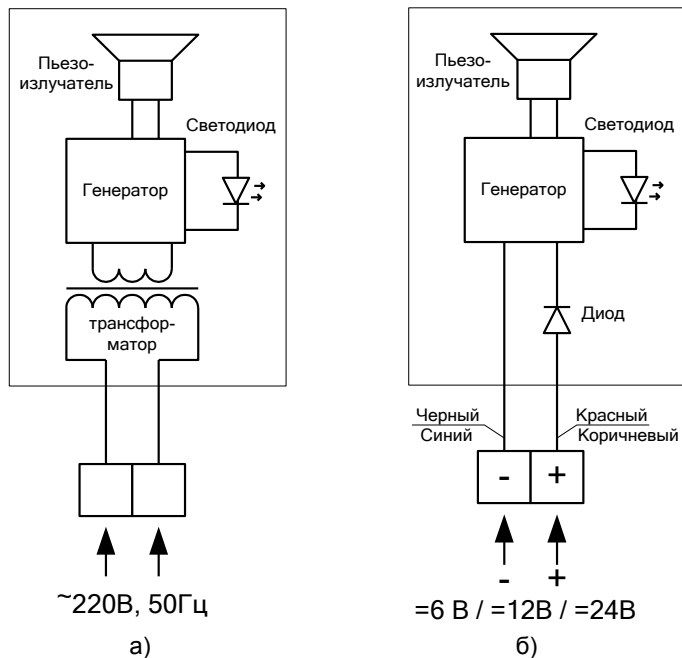 Пьезо-
излучатель
Светодиод
Генератор
трансфор-
матор
~220В, 50Гц
а)
Пьезо-
излучатель
Светодиод
Генератор
Диод
Черный
Синий
Красный
Коричневый
- +
- +
=6 В / =12В / =24В
б)